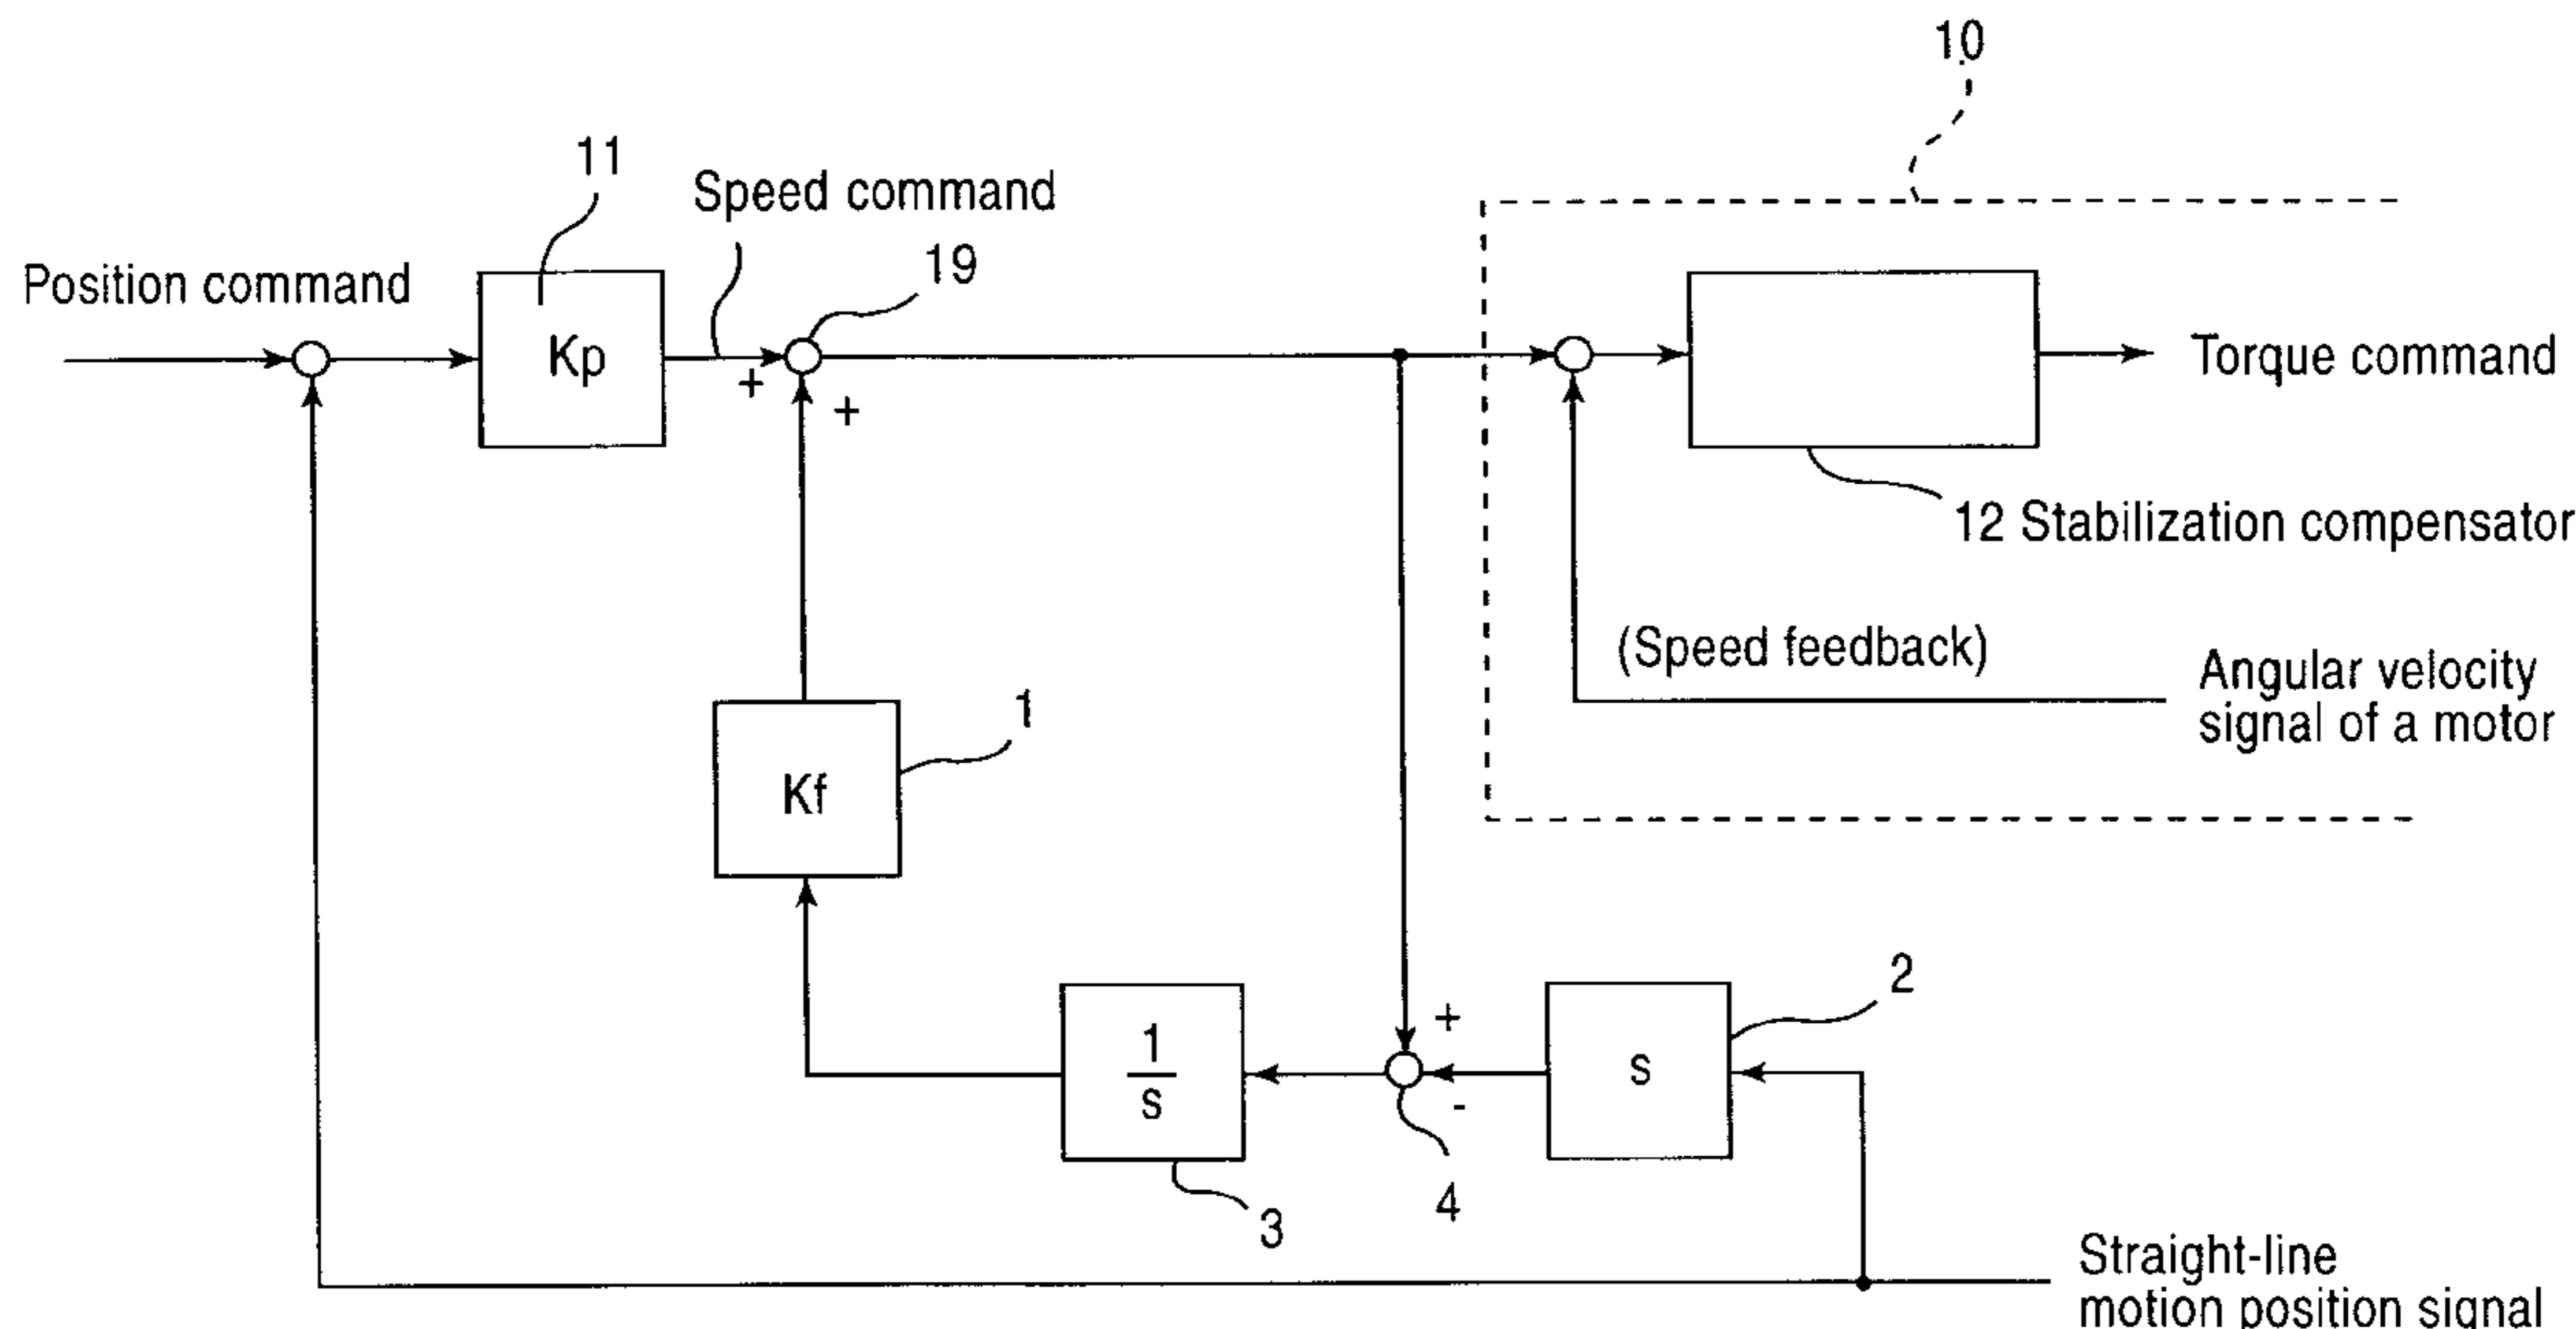 10
11
Speed command
19
Position command
Kp
+
+
Torque command
12 Stabilization compensator
(Speed feedback)
Angular velocity
signal of a motor
1
Kf
2
+
1
s
s
-
4
3
Straight-line
motion position signal